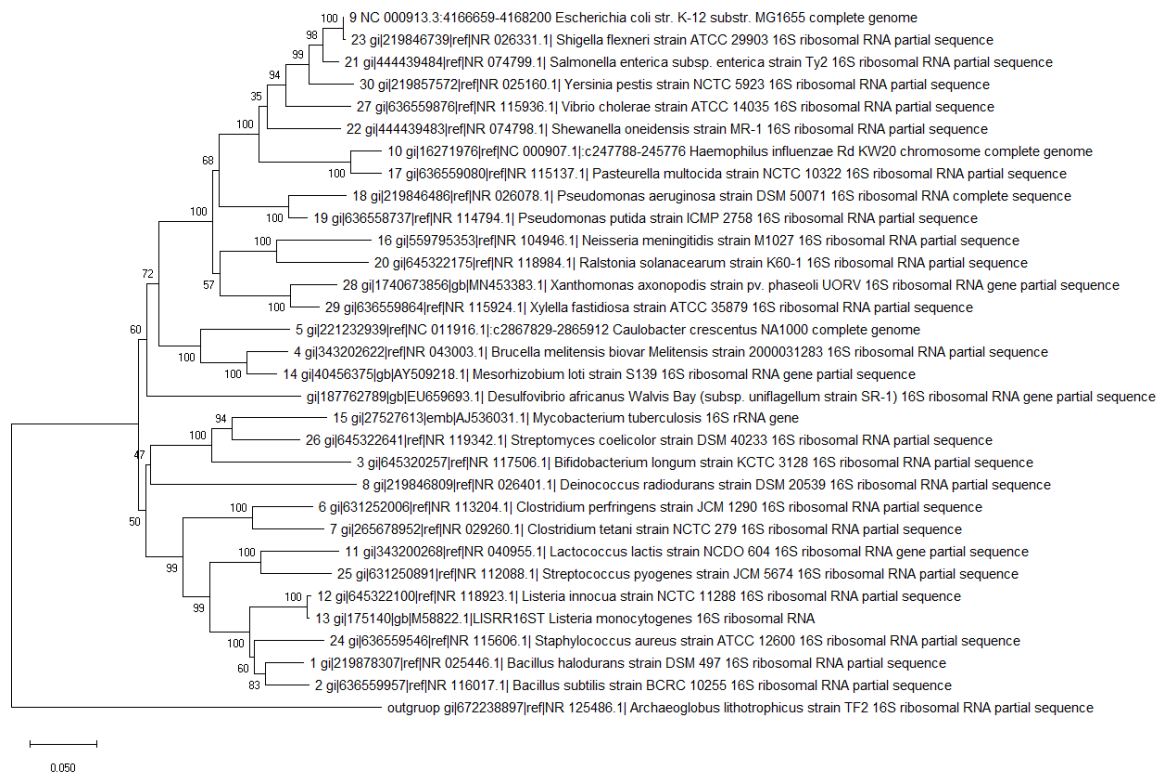 9 NC 000913.3:4166659-4168200 Escherichia coli str. K-12 substr. MG1655 complete genome
23 gi|219846739|ref|NR 026331.1| Shigella flexneri strain ATCC 29903 16S ribosomal RNA partial sequence
21 gi|444439484|ref|NR 074799.1| Salmonella enterica subsp. enterica strain Ty2 16S ribosomal RNA partial sequence
30 gi|219857572|ref|NR 025160.1| Yersinia pestis strain NCTC 5923 16S ribosomal RNA partial sequence
27 gi|636559876|ref|NR 115936.1| Vibrio cholerae strain ATCC 14035 16S ribosomal RNA partial sequence
22 gi|444439483|ref|NR 074798.1| Shewanella oneidensis strain MR-1 16S ribosomal RNA partial sequence
10 gi|16271976|ref|NC 000907.1|:c247788-245776 Haemophilus influenzae Rd KW20 chromosome complete genome
17 gi|636559080|ref|NR 115137.1| Pasteurella multocida strain NCTC 10322 16S ribosomal RNA partial sequence
18 gi|219846486|ref|NR 026078.1| Pseudomonas aeruginosa strain DSM 50071 16S ribosomal RNA complete sequence
19 gi|636558737|ref|NR 114794.1| Pseudomonas putida strain ICMP 2758 16S ribosomal RNA partial sequence
16 gi|559795353|ref|NR 104946.1| Neisseria meningitidis strain M1027 16S ribosomal RNA partial sequence
20 gi|645322175|ref|NR 118984.1| Ralstonia solanacearum strain K60-1 16S ribosomal RNA partial sequence
28 gi|1740673856|gb|MN453383.1| Xanthomonas axonopodis strain pv. phaseoli UORV 16S ribosomal RNA gene partial sequence
29 gi|636559864|ref|NR 115924.1| Xylella fastidiosa strain ATCC 35879 16S ribosomal RNA partial sequence
5 gi|221232939|ref|NC 011916.1|:c2867829-2865912 Caulobacter crescentus NA1000 complete genome
4 gi|343202622|ref|NR 043003.1| Brucella melitensis biovar Melitensis strain 2000031283 16S ribosomal RNA partial sequence
14 gi|40456375|gb|AY509218.1| Mesorhizobium loti strain S139 16S ribosomal RNA gene partial sequence
gi|187762789|gb|EU659693.1| Desulfovibrio africanus Walvis Bay (subsp. uniflagellum strain SR-1) 16S ribosomal RNA gene partial sequence
15 gi|27527613|emb|AJ536031.1| Mycobacterium tuberculosis 16S rRNA gene
26 gi|645322641|ref|NR 119342.1| Streptomyces coelicolor strain DSM 40233 16S ribosomal RNA partial sequence
3 gi|645320257|ref|NR 117506.1| Bifidobacterium longum strain KCTC 3128 16S ribosomal RNA partial sequence
8 gi|219846809|ref|NR 026401.1| Deinococcus radiodurans strain DSM 20539 16S ribosomal RNA partial sequence
6 gi|631252006|ref|NR 113204.1| Clostridium perfringens strain JCM 1290 16S ribosomal RNA partial sequence
7 gi|265678952|ref|NR 029260.1| Clostridium tetani strain NCTC 279 16S ribosomal RNA partial sequence
11 gi|343200268|ref|NR 040955.1| Lactococcus lactis strain NCDO 604 16S ribosomal RNA gene partial sequence
25 gi|631250891|ref|NR 112088.1| Streptococcus pyogenes strain JCM 5674 16S ribosomal RNA partial sequence
12 gi|645322100|ref|NR 118923.1| Listeria innocua strain NCTC 11288 16S ribosomal RNA partial sequence
13 gi|175140|gb|M58822.1|LISRR16ST Listeria monocytogenes 16S ribosomal RNA
24 gi|636559546|ref|NR 115606.1| Staphylococcus aureus strain ATCC 12600 16S ribosomal RNA partial sequence
1 gi|219878307|ref|NR 025446.1| Bacillus halodurans strain DSM 497 16S ribosomal RNA partial sequence
2 gi|636559957|ref|NR 116017.1| Bacillus subtilis strain BCRC 10255 16S ribosomal RNA partial sequence
outgruop gi|672238897|ref|NR 125486.1| Archaeoglobus lithotrophicus strain TF2 16S ribosomal RNA partial sequence
100
98
99
94
35
100
100
68
100
100
100
57
100
72
60
100
100
94
100
47
50
100
99
100
99
100
100
60
83
0.050